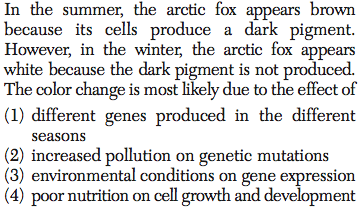 In the summer, the arctic fox appears brown
because its cells produce a dark pigment.
However, in the winter, the arctic fox appears
white because the dark pigment is not produced.
The color change is most likely due to the effect of
(1) different genes produced in the different
seasons
(2) increased pollution on genetic mutations
(3) environmental conditions on gene expression
(4) poor nutrition on cell growth and development